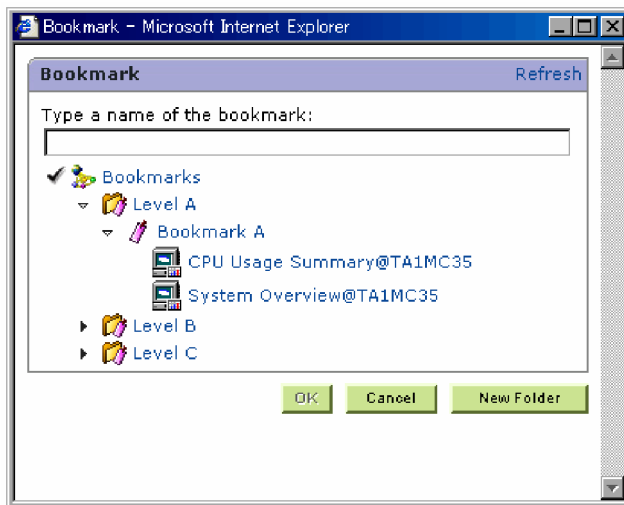 Bookmark - Microsoft Internet Explorer
Bookmark Refresh
Type a name of the bookmark:
Bookmarks
Level A
Bookmark A
CPU Usage Summary@TA1MC35
System Overview@TA1MC35
Level B
Level C
OK Cancel New Folder